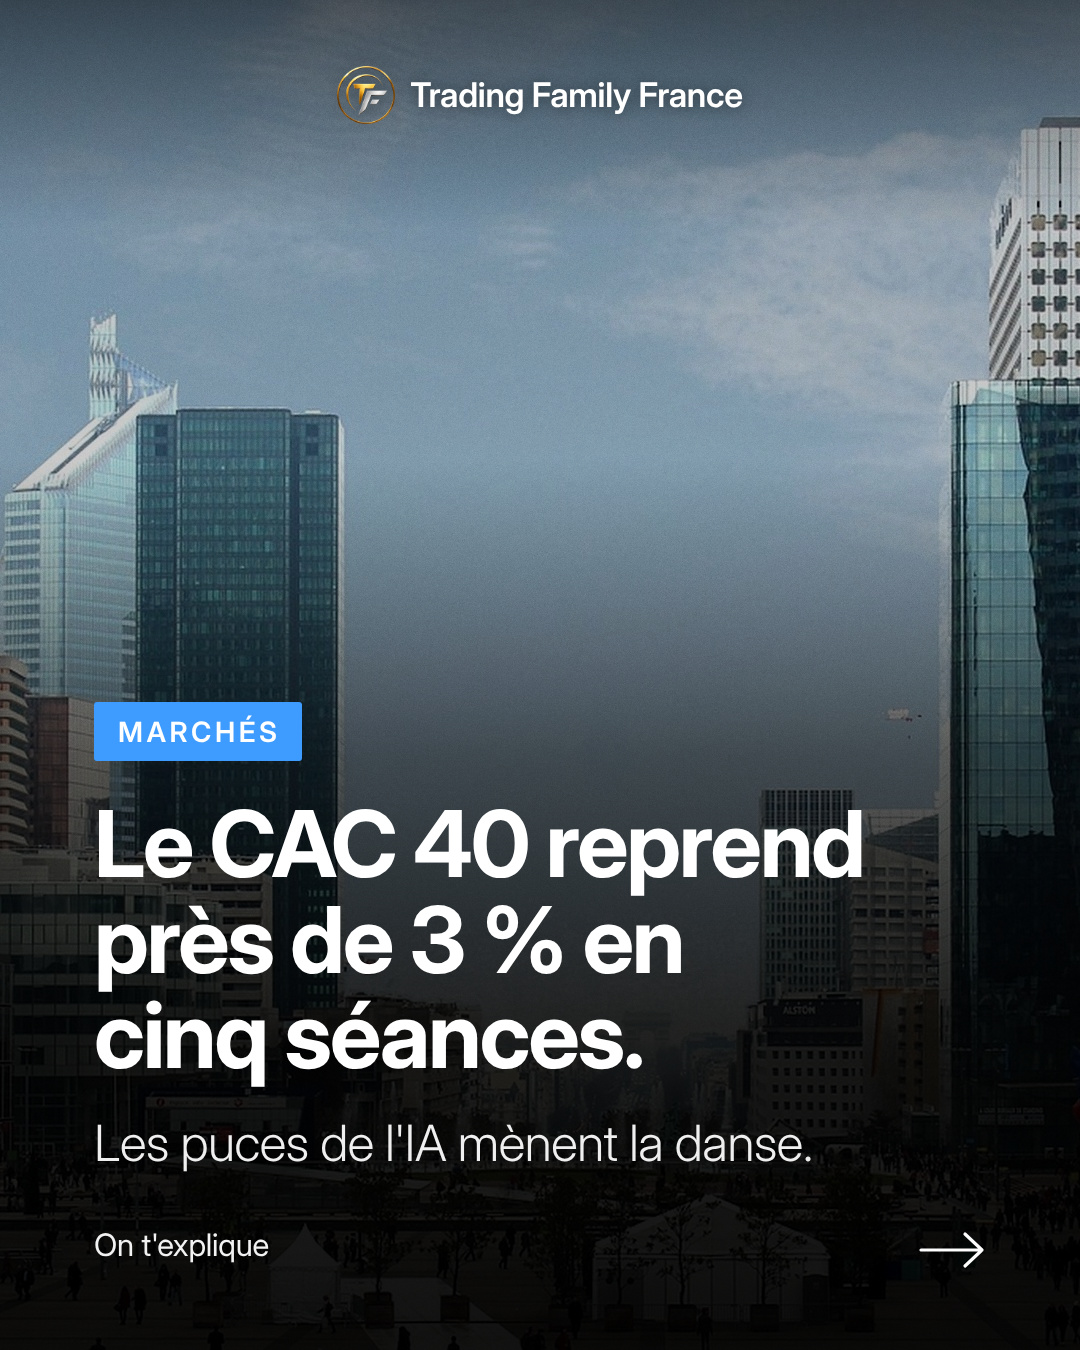 Trading Family France
MARCHÉS
Le CAC 40 reprend
près de 3 % en
cinq séances.
Les puces de l'IA mènent la danse.
On t'explique
ALSTOM